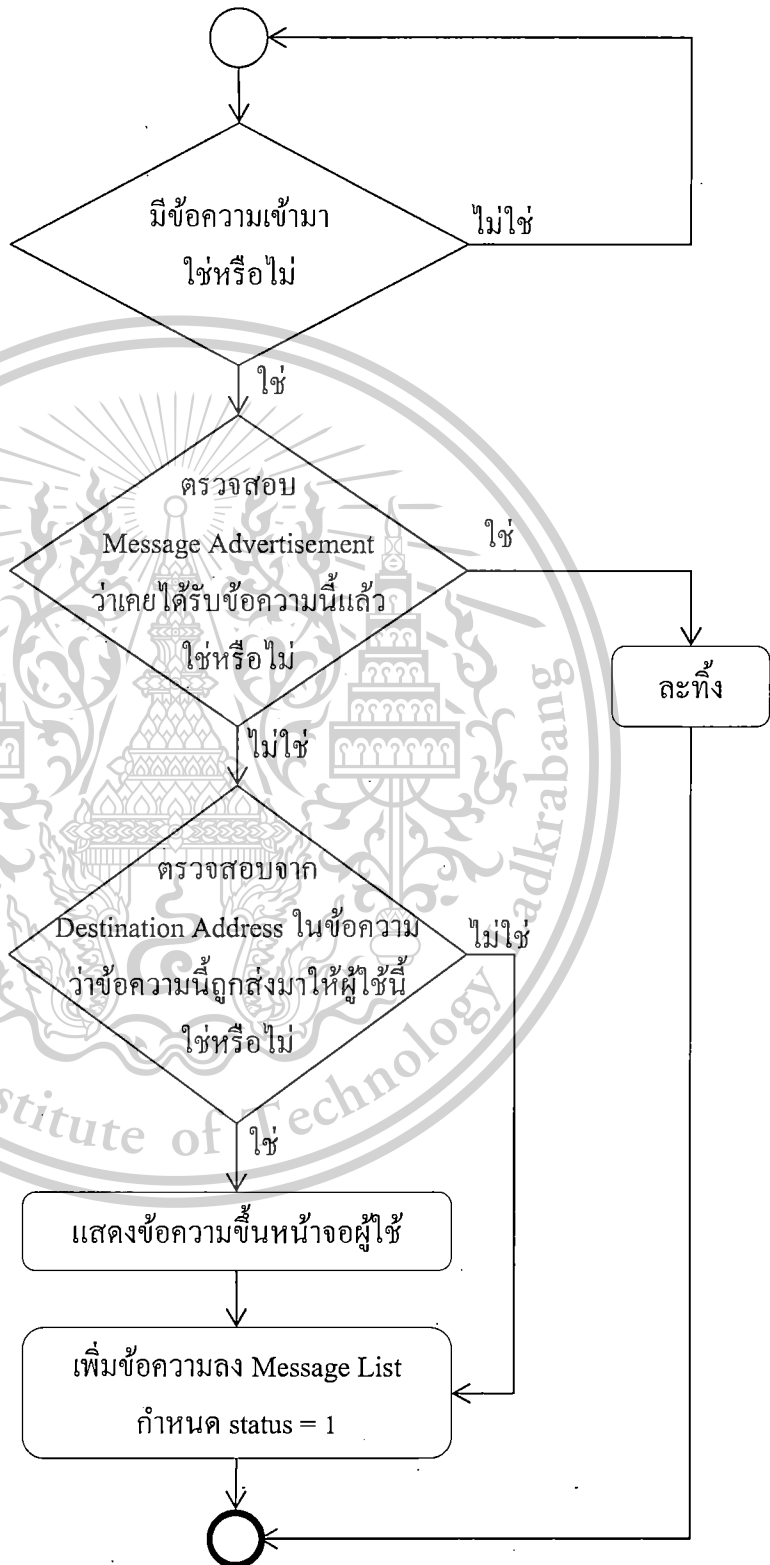 มีข้อความเข้ามา
ใช่หรือไม่
ไม่ใช่
ใช่
ตรวจสอบ
Message Advertisement
ว่าเคยได้รับข้อความนี้แล้ว
ใช่หรือไม่
ใช่
ละทิ้ง
ไม่ใช่
ตรวจสอบจาก
Destination Address ในข้อความ
ว่าข้อความนี้ถูกส่งมาให้ผู้ใช้นี้
ใช่หรือไม่
ไม่ใช่
ใช่
แสดงข้อความขึ้นหน้าจอผู้ใช้
เพิ่มข้อความลง Message List
กำหนด status = 1
stitute of Technology Ladkrabang